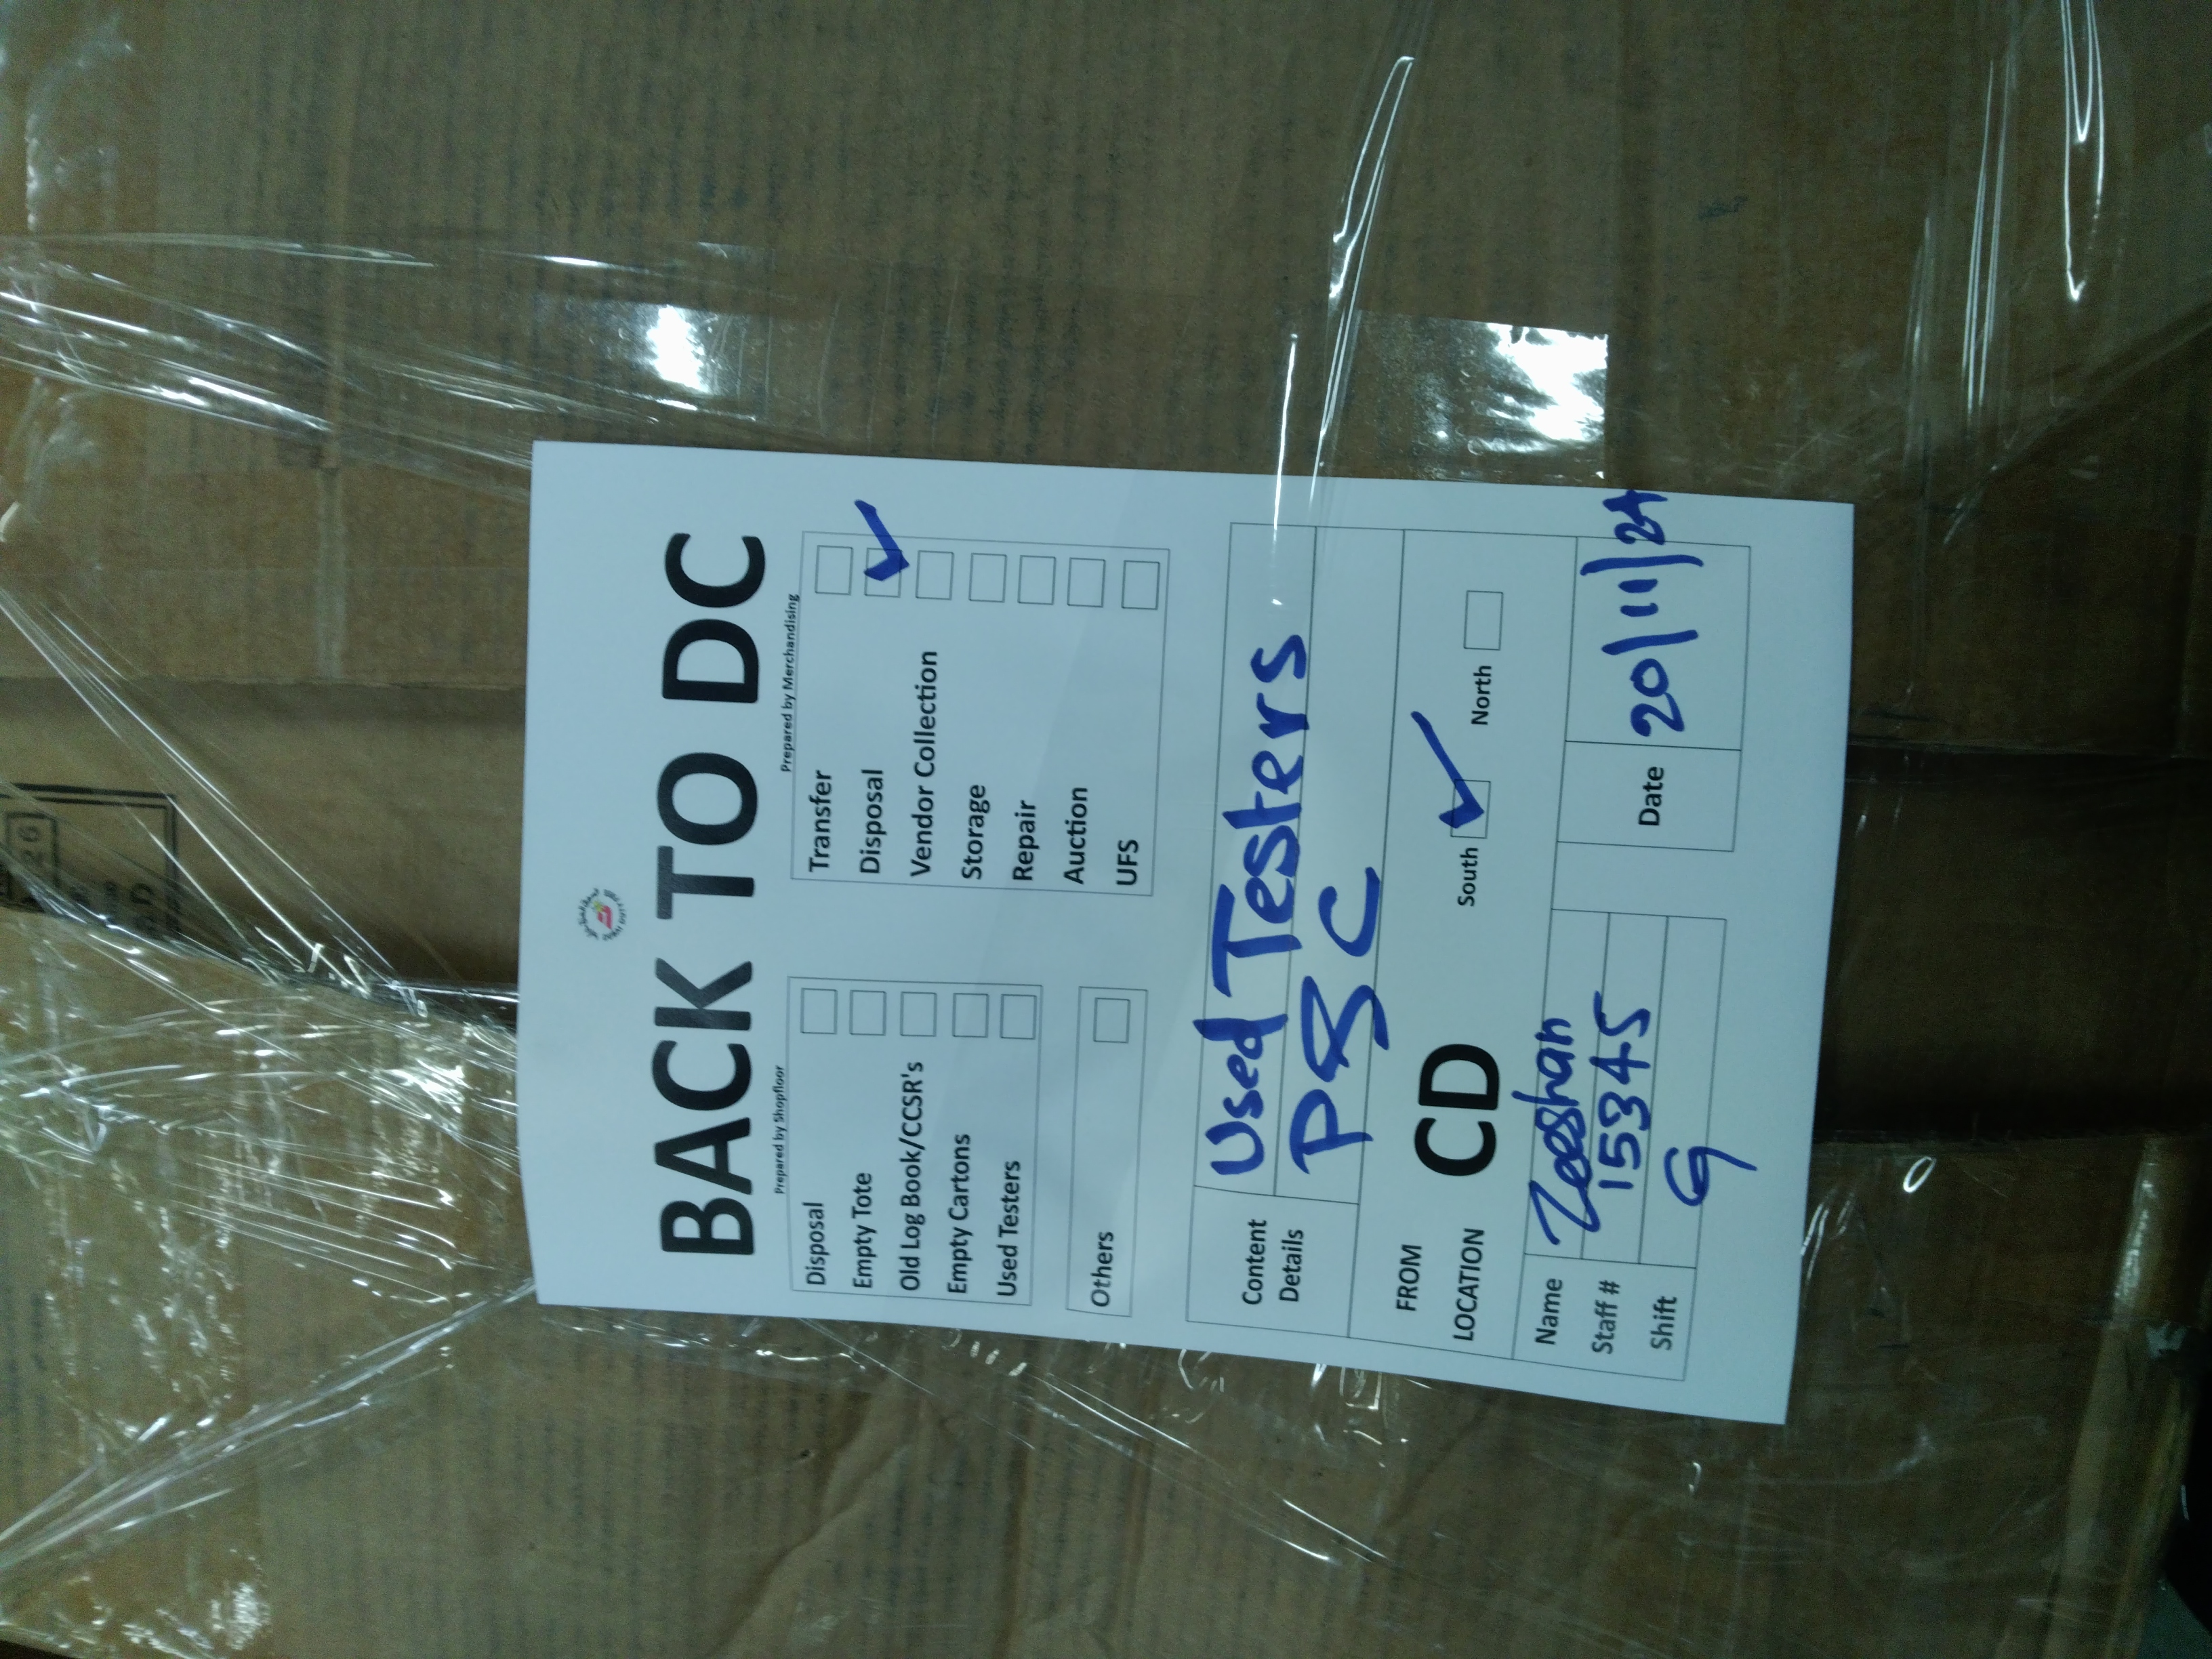 BACK TO DC
Prepared by Shopfloor
Disposal
Empty Tote
Old Log Book/CCSR's
Empty Cartons
Used Testers
Others
Prepared by Merchandising
Transfer
Disposal ✓
Vendor Collection
Storage
Repair
Auction
UFS
Content Details Used Testers
P&C
FROM LOCATION CD South ✓ North
Name Zeeshan
Staff # 15345
Shift G
Date 20/11/24
26